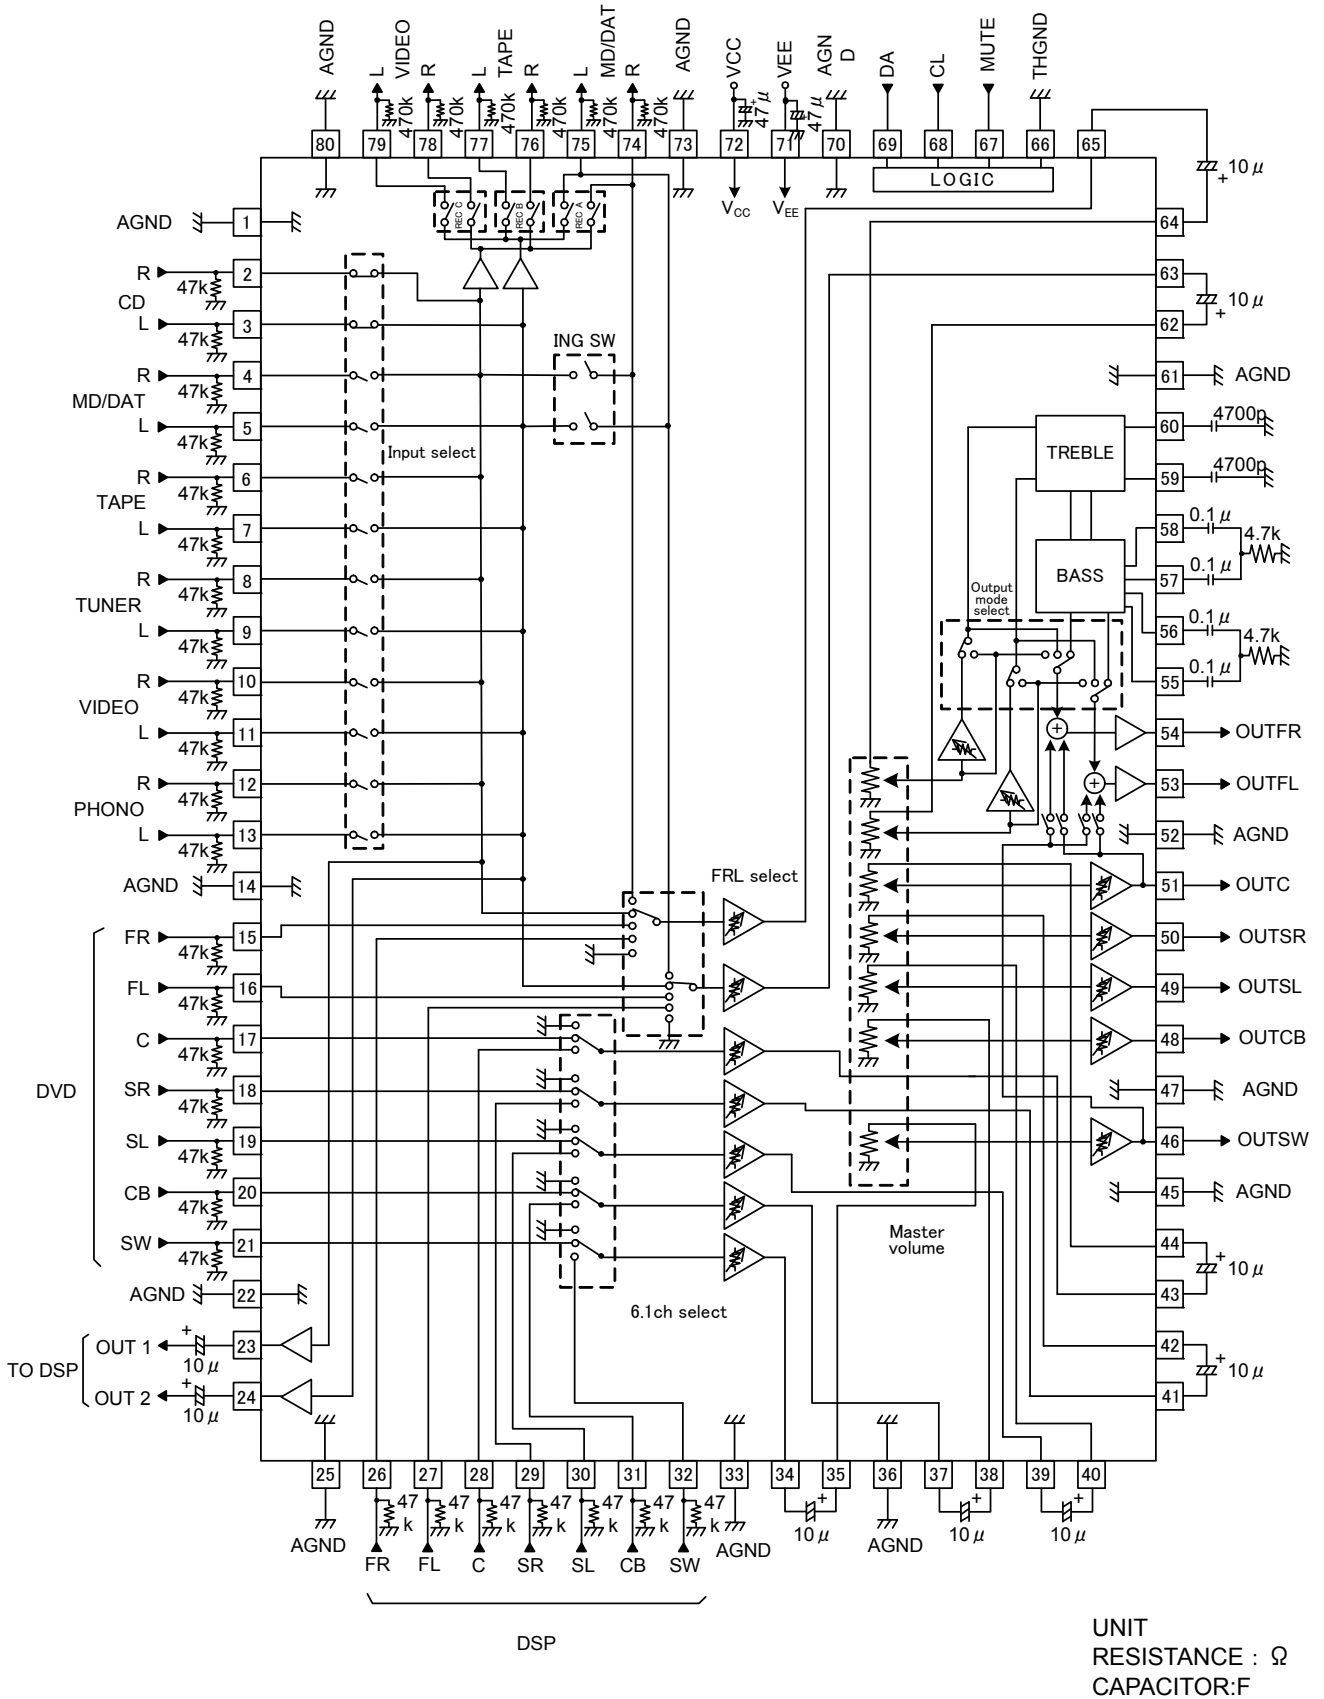 AGND
L
VIDEO
R
L
TAPE
R
L
MD/DAT
R
AGND
VCC
VEE
AGN
D
DA
CL
MUTE
THGND
470k
470k
470k
470k
470k
470k
+
47μ
+
47μ
80
79
78
77
76
75
74
73
72
71
70
69
68
67
66
65
LOGIC
10μ
+
VCC
VEE
REC C
REC B
REC A
AGND
1
64
R
47k
2
63
CD
10μ
+
L
47k
3
62
ING SW
R
47k
4
61
AGND
MD/DAT
L
47k
5
60
4700p
Input select
TREBLE
R
47k
6
59
4700p
TAPE
L
47k
7
58
0.1μ
4.7k
R
47k
8
BASS
57
0.1μ
TUNER
Output
mode
select
L
47k
9
56
0.1μ
4.7k
R
47k
10
55
0.1μ
VIDEO
L
47k
11
54
OUTFR
R
47k
12
53
OUTFL
PHONO
L
47k
13
52
AGND
AGND
14
FRL select
51
OUTC
FR
47k
15
50
OUTSR
FL
47k
16
49
OUTSL
C
47k
17
48
OUTCB
DVD
SR
47k
18
47
AGND
SL
47k
19
46
OUTSW
CB
47k
20
45
AGND
SW
47k
21
Master
volume
44
+
10μ
AGND
22
6.1ch select
43
TO DSP
OUT 1
+
10μ
23
42
+
10μ
OUT 2
+
10μ
24
41
25
26
27
28
29
30
31
32
33
34
35
36
37
38
39
40
47
k
47
k
47
k
47
k
47
k
47
k
47
k
+
10μ
+
10μ
+
10μ
AGND
FR
FL
C
SR
SL
CB
SW
AGND
AGND
DSP
UNIT
RESISTANCE : Ω
CAPACITOR:F